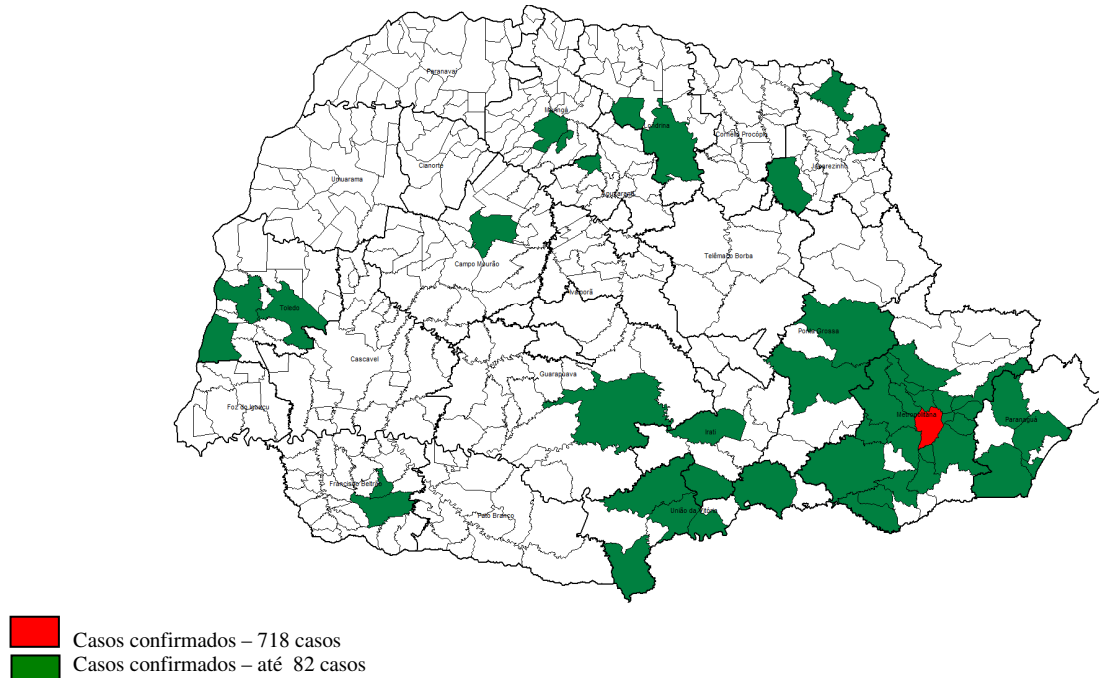 Paranavaí
Maringá
Londrina
Cornélio Procópio
Jacarezinho
Cianorte
Umuarama
Apucarana
Campo Mourão
Telêmaco Borba
Ivaiporã
Toledo
Ponta Grossa
Cascavel
Guarapuava
Foz do Iguaçu
Metropolitana
Paranaguá
Irati
Francisco Beltrão
União da Vitória
Pato Branco
Casos confirmados – 718 casos
Casos confirmados – até 82 casos